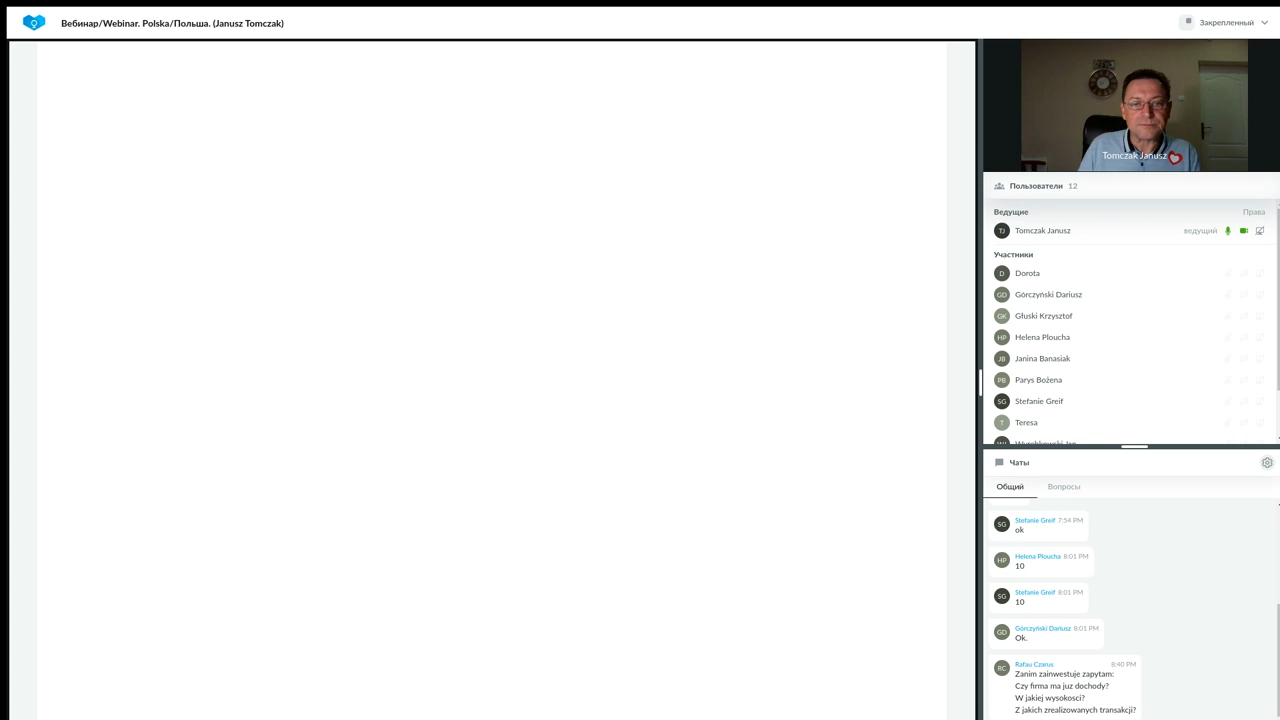 Вебинар/Webinar. Polska/Польша. (Janusz Tomczak)
Закрепленный
Tomczak Janusz
Пользователи 12
Ведущие Права
TJ Tomczak Janusz ведущий
Участники
D Dorota
GD Górczyński Dariusz
GK Głuski Krzysztof
HP Helena Ploucha
JB Janina Banasiak
PB Parys Bożena
SG Stefanie Greif
T Teresa
Чаты
Общий Вопросы
SG Stefanie Greif 7:54 PM
ok
HP Helena Ploucha 8:01 PM
10
SG Stefanie Greif 8:01 PM
10
GD Górczyński Dariusz 8:01 PM
Ok.
RC Rafau Czarus 8:40 PM
Zanim zainwestuje zapytam:
Czy firma ma juz dochody?
W jakiej wysokosci?
Z jakich zrealizowanych transakcji?